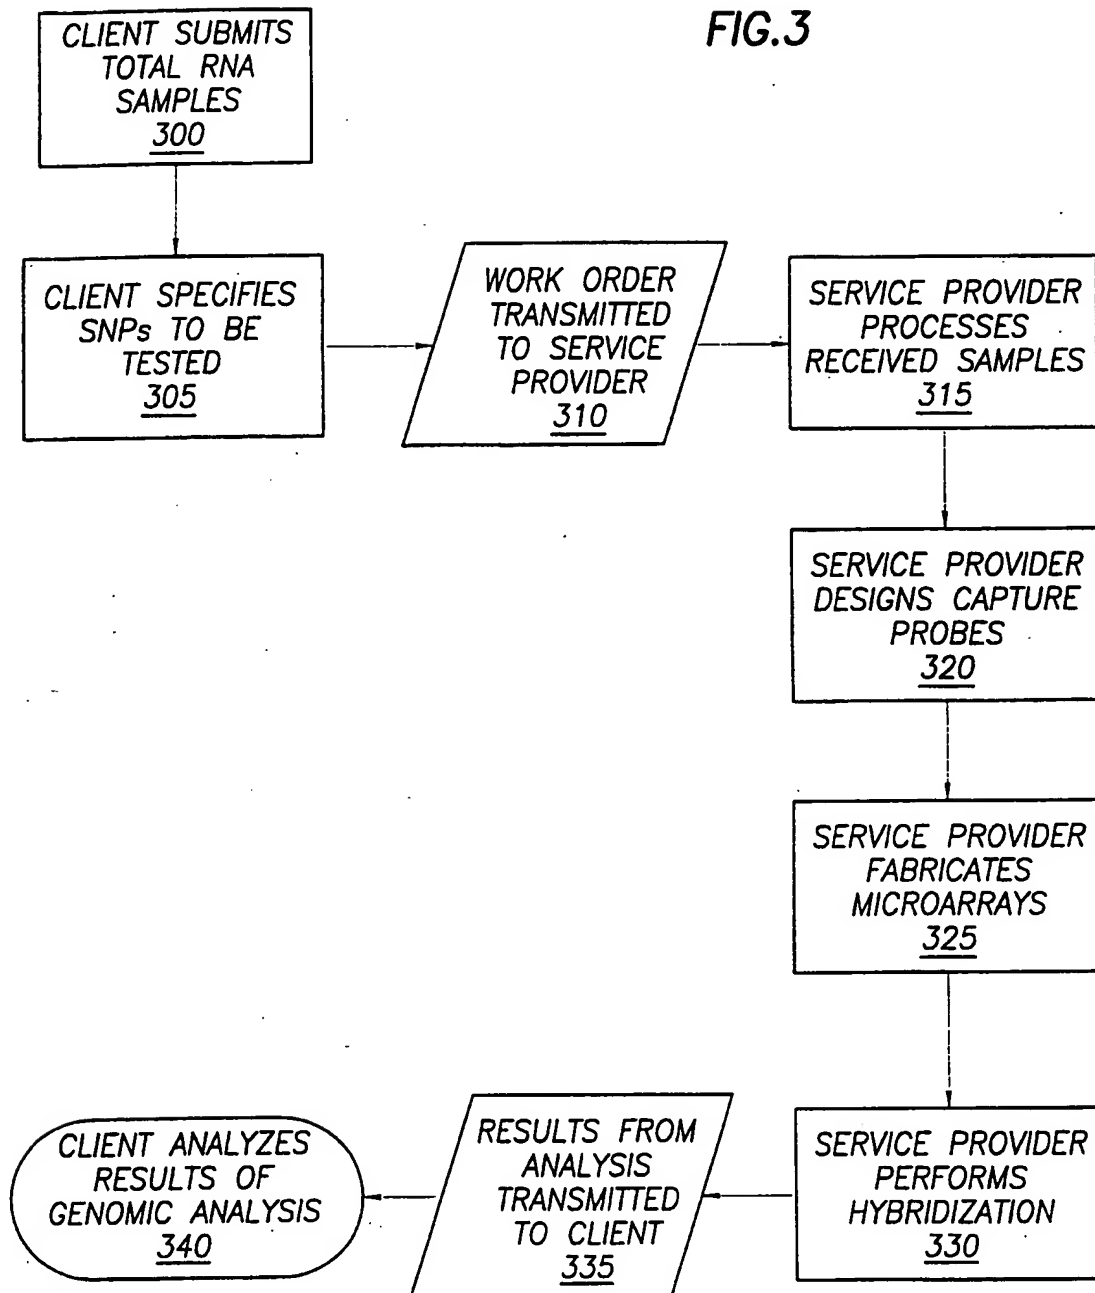 FIG.3
CLIENT SUBMITS
TOTAL RNA
SAMPLES
300
CLIENT SPECIFIES
SNPs TO BE
TESTED
305
WORK ORDER
TRANSMITTED
TO SERVICE
PROVIDER
310
SERVICE PROVIDER
PROCESSES
RECEIVED SAMPLES
315
SERVICE PROVIDER
DESIGNS CAPTURE
PROBES
320
SERVICE PROVIDER
FABRICATES
MICROARRAYS
325
SERVICE PROVIDER
PERFORMS
HYBRIDIZATION
330
RESULTS FROM
ANALYSIS
TRANSMITTED
TO CLIENT
335
CLIENT ANALYZES
RESULTS OF
GENOMIC ANALYSIS
340